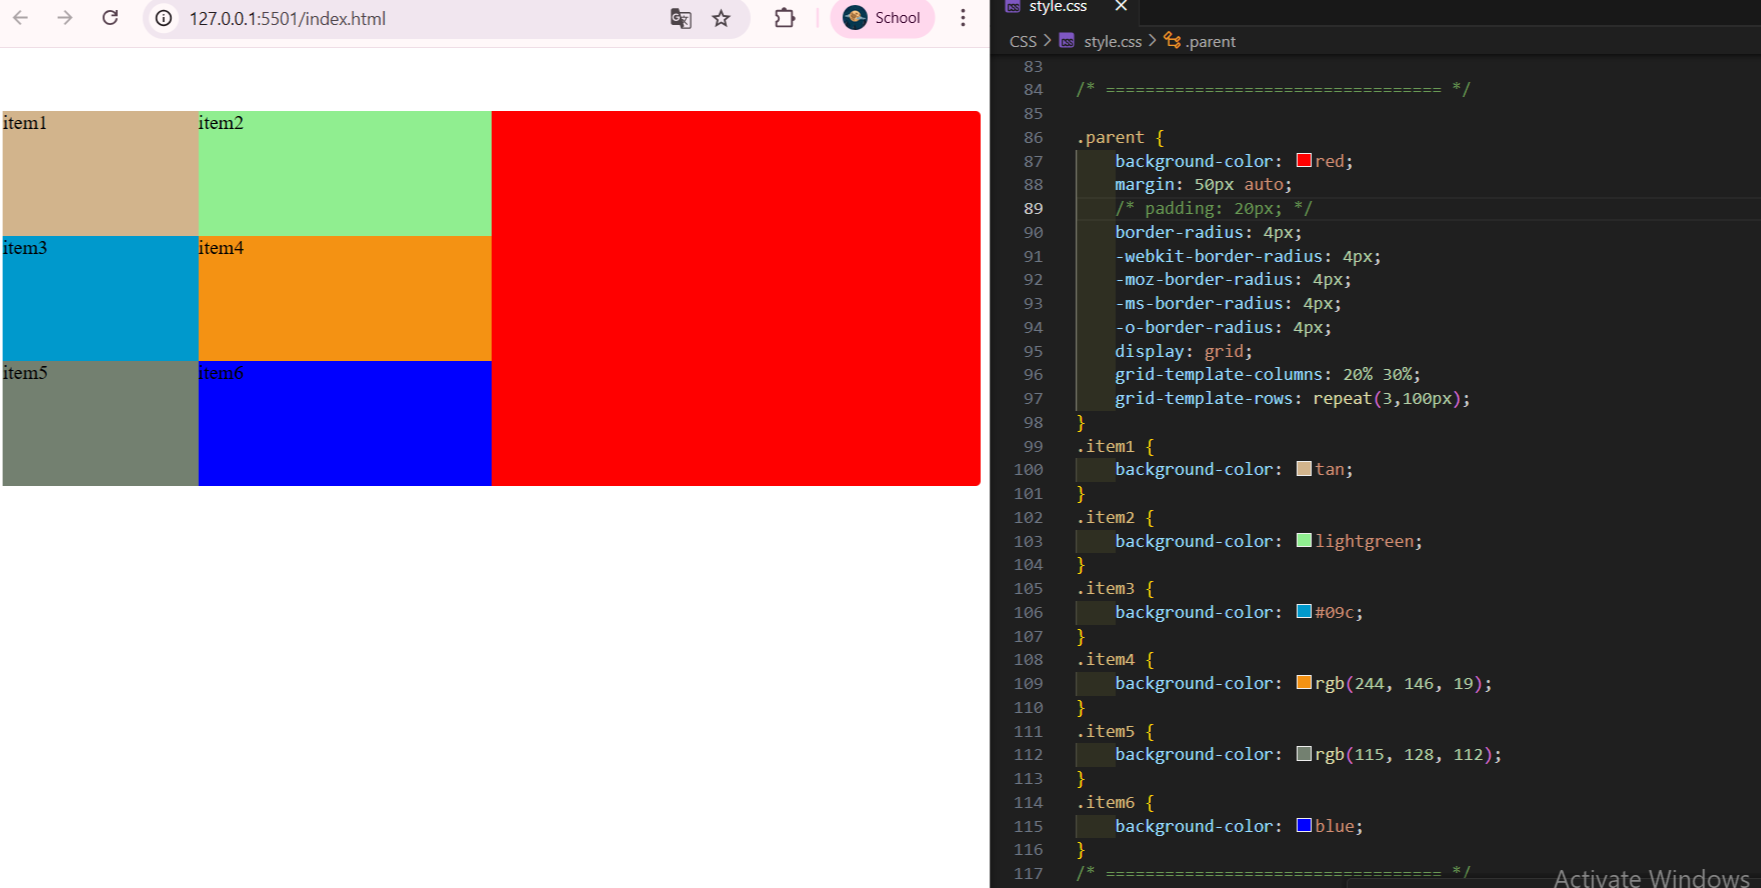 127.0.0.1:5501/index.html
School
item1
item2
item3
item4
item5
item6
style.css
CSS > style.css > .parent
83
84 /* ================================== */
85
86 .parent {
87 background-color: red;
88 margin: 50px auto;
89 /* padding: 20px; */
90 border-radius: 4px;
91 -webkit-border-radius: 4px;
92 -moz-border-radius: 4px;
93 -ms-border-radius: 4px;
94 -o-border-radius: 4px;
95 display: grid;
96 grid-template-columns: 20% 30%;
97 grid-template-rows: repeat(3,100px);
98 }
99 .item1 {
100 background-color: tan;
101 }
102 .item2 {
103 background-color: lightgreen;
104 }
105 .item3 {
106 background-color: #09c;
107 }
108 .item4 {
109 background-color: rgb(244, 146, 19);
110 }
111 .item5 {
112 background-color: rgb(115, 128, 112);
113 }
114 .item6 {
115 background-color: blue;
116 }
117 /* ================================== */
Activate Windows